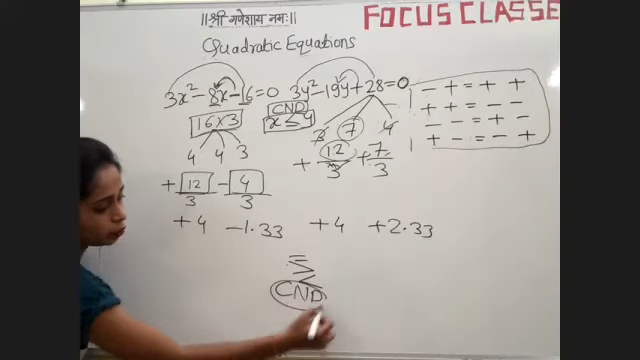 ||श्री गणेशाय नमः||
FOCUS CLASSE
Quadratic Equations
3x² - 8x - 16 = 0
16×3
4 4 3
+ 12/3 - 4/3
+4 -1.33
3y² - 19y + 28 = 0
CND
x ≤ y
3 7 4
+ 12/3 + 7/3
+4 +2.33
- + = + +
+ + = - -
- - = + -
+ - = - +
CND